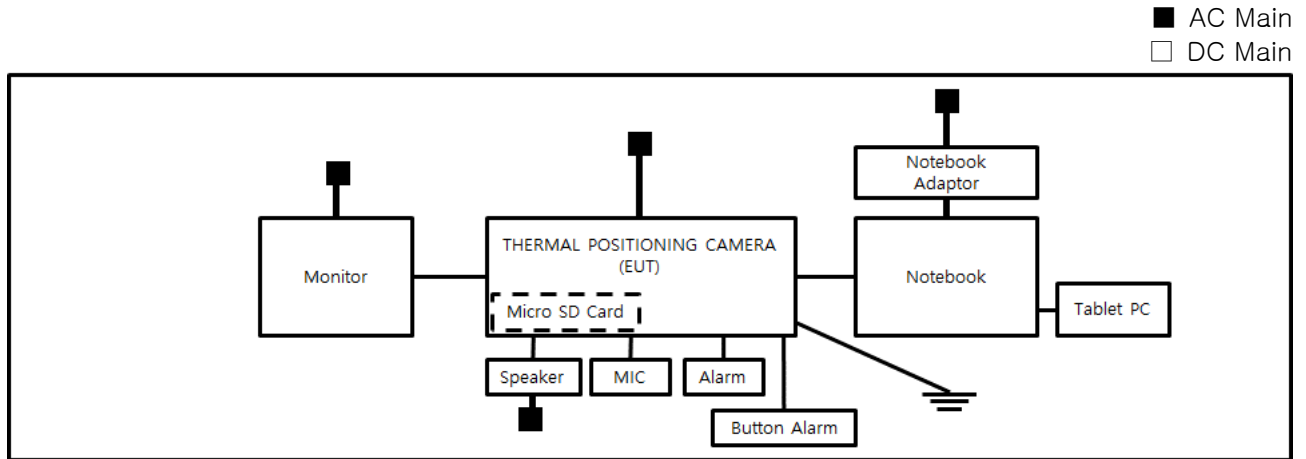 ■ AC Main
□ DC Main
Notebook
Adaptor
THERMAL POSITIONING CAMERA
(EUT)
Monitor
Notebook
Micro SD Card
Tablet PC
Speaker
MIC
Alarm
Button Alarm